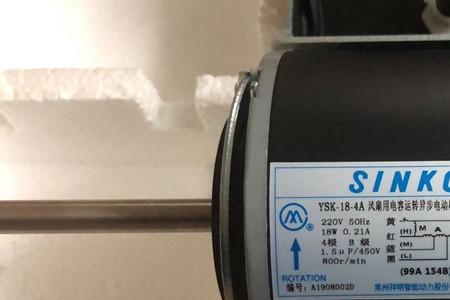 SINKO
YSK-18-4A 风扇用电容运转异步电动机
220V 50Hz 黄
18W 0.21A 红 (H) M A
4极 B级 (M)
1.5μF/450V 蓝 (L)
800r/min 黑
(99A 154B)
ROTATION
编号: A1908002D 常州祥明智能动力股份